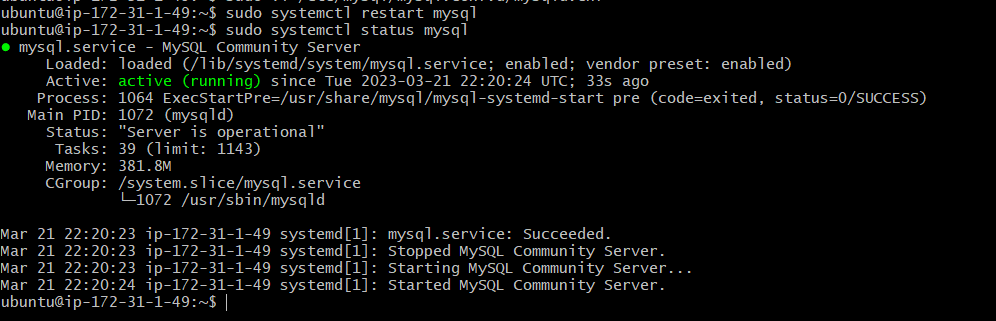 ubuntu@ip-172-31-1-49:~$ sudo systemctl restart mysql
ubuntu@ip-172-31-1-49:~$ sudo systemctl status mysql
● mysql.service - MySQL Community Server
     Loaded: loaded (/lib/systemd/system/mysql.service; enabled; vendor preset: enabled)
     Active: active (running) since Tue 2023-03-21 22:20:24 UTC; 33s ago
    Process: 1064 ExecStartPre=/usr/share/mysql/mysql-systemd-start pre (code=exited, status=0/SUCCESS)
   Main PID: 1072 (mysqld)
     Status: "Server is operational"
      Tasks: 39 (limit: 1143)
     Memory: 381.8M
     CGroup: /system.slice/mysql.service
             └─1072 /usr/sbin/mysqld
Mar 21 22:20:23 ip-172-31-1-49 systemd[1]: mysql.service: Succeeded.
Mar 21 22:20:23 ip-172-31-1-49 systemd[1]: Stopped MySQL Community Server.
Mar 21 22:20:23 ip-172-31-1-49 systemd[1]: Starting MySQL Community Server...
Mar 21 22:20:24 ip-172-31-1-49 systemd[1]: Started MySQL Community Server.
ubuntu@ip-172-31-1-49:~$